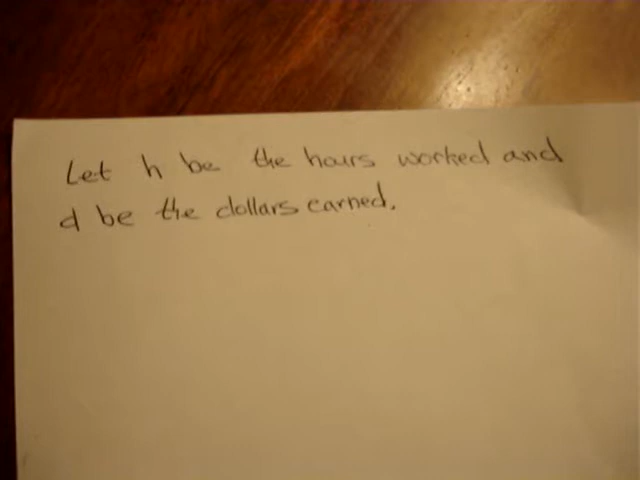 Let h be the hours worked and
d be the dollars earned.